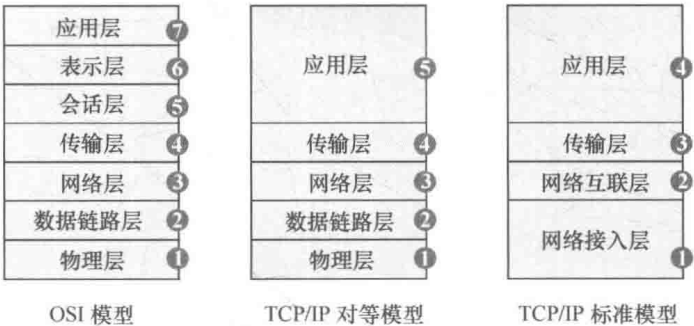 应用层 7
表示层 6
会话层 5
传输层 4
网络层 3
数据链路层 2
物理层 1
OSI 模型
应用层 5
传输层 4
网络层 3
数据链路层 2
物理层 1
TCP/IP 对等模型
应用层 4
传输层 3
网络互联层 2
网络接入层 1
TCP/IP 标准模型